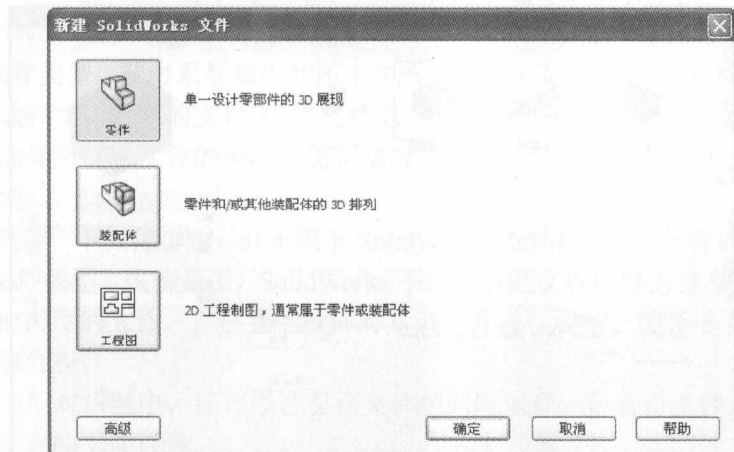 新建 SolidWorks 文件
零件
单一设计零部件的 3D 展现
装配体
零件和/或其他装配体的 3D 排列
工程图
2D 工程制图，通常属于零件或装配体
高级
确定
取消
帮助